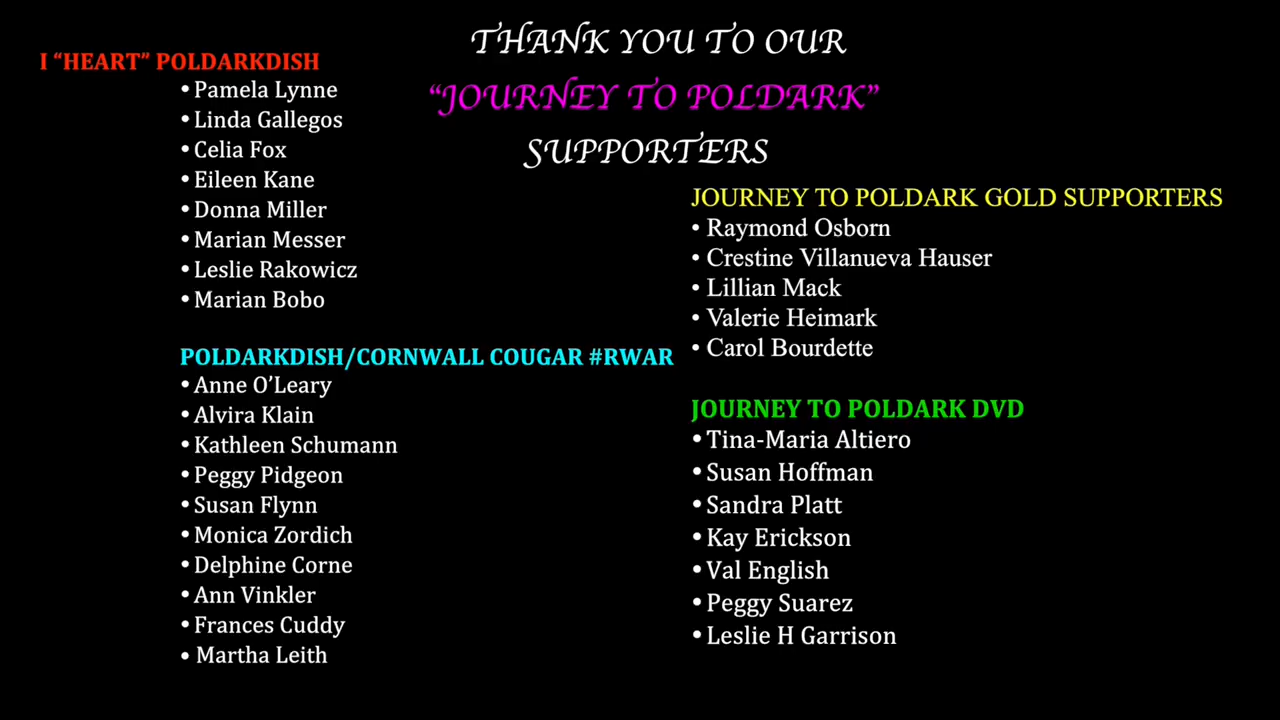 THANK YOU TO OUR
“JOURNEY TO POLDARK”
SUPPORTERS
I “HEART” POLDARKDISH
• Pamela Lynne
• Linda Gallegos
• Celia Fox
• Eileen Kane
• Donna Miller
• Marian Messer
• Leslie Rakowicz
• Marian Bobo
POLDARKDISH/CORNWALL COUGAR #RWAR
• Anne O’Leary
• Alvira Klain
• Kathleen Schumann
• Peggy Pidgeon
• Susan Flynn
• Monica Zordich
• Delphine Corne
• Ann Vinkler
• Frances Cuddy
• Martha Leith
JOURNEY TO POLDARK GOLD SUPPORTERS
• Raymond Osborn
• Crestine Villanueva Hauser
• Lillian Mack
• Valerie Heimark
• Carol Bourdette
JOURNEY TO POLDARK DVD
• Tina-Maria Altiero
• Susan Hoffman
• Sandra Platt
• Kay Erickson
• Val English
• Peggy Suarez
• Leslie H Garrison